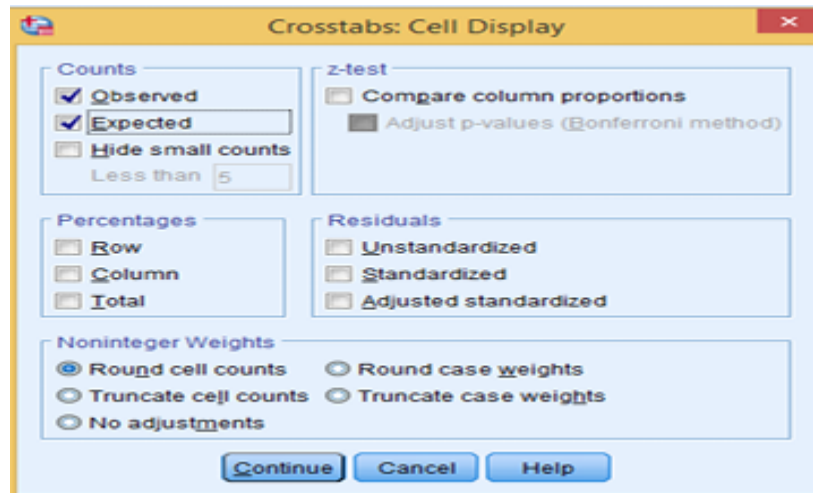 Crosstabs: Cell Display
Counts
Observed
Expected
Hide small counts
Less than 5
z-test
Compare column proportions
Adjust p-values (Bonferroni method)
Percentages
Row
Column
Total
Residuals
Unstandardized
Standardized
Adjusted standardized
Noninteger Weights
Round cell counts Round case weights
Truncate cell counts Truncate case weights
No adjustments
Continue Cancel Help